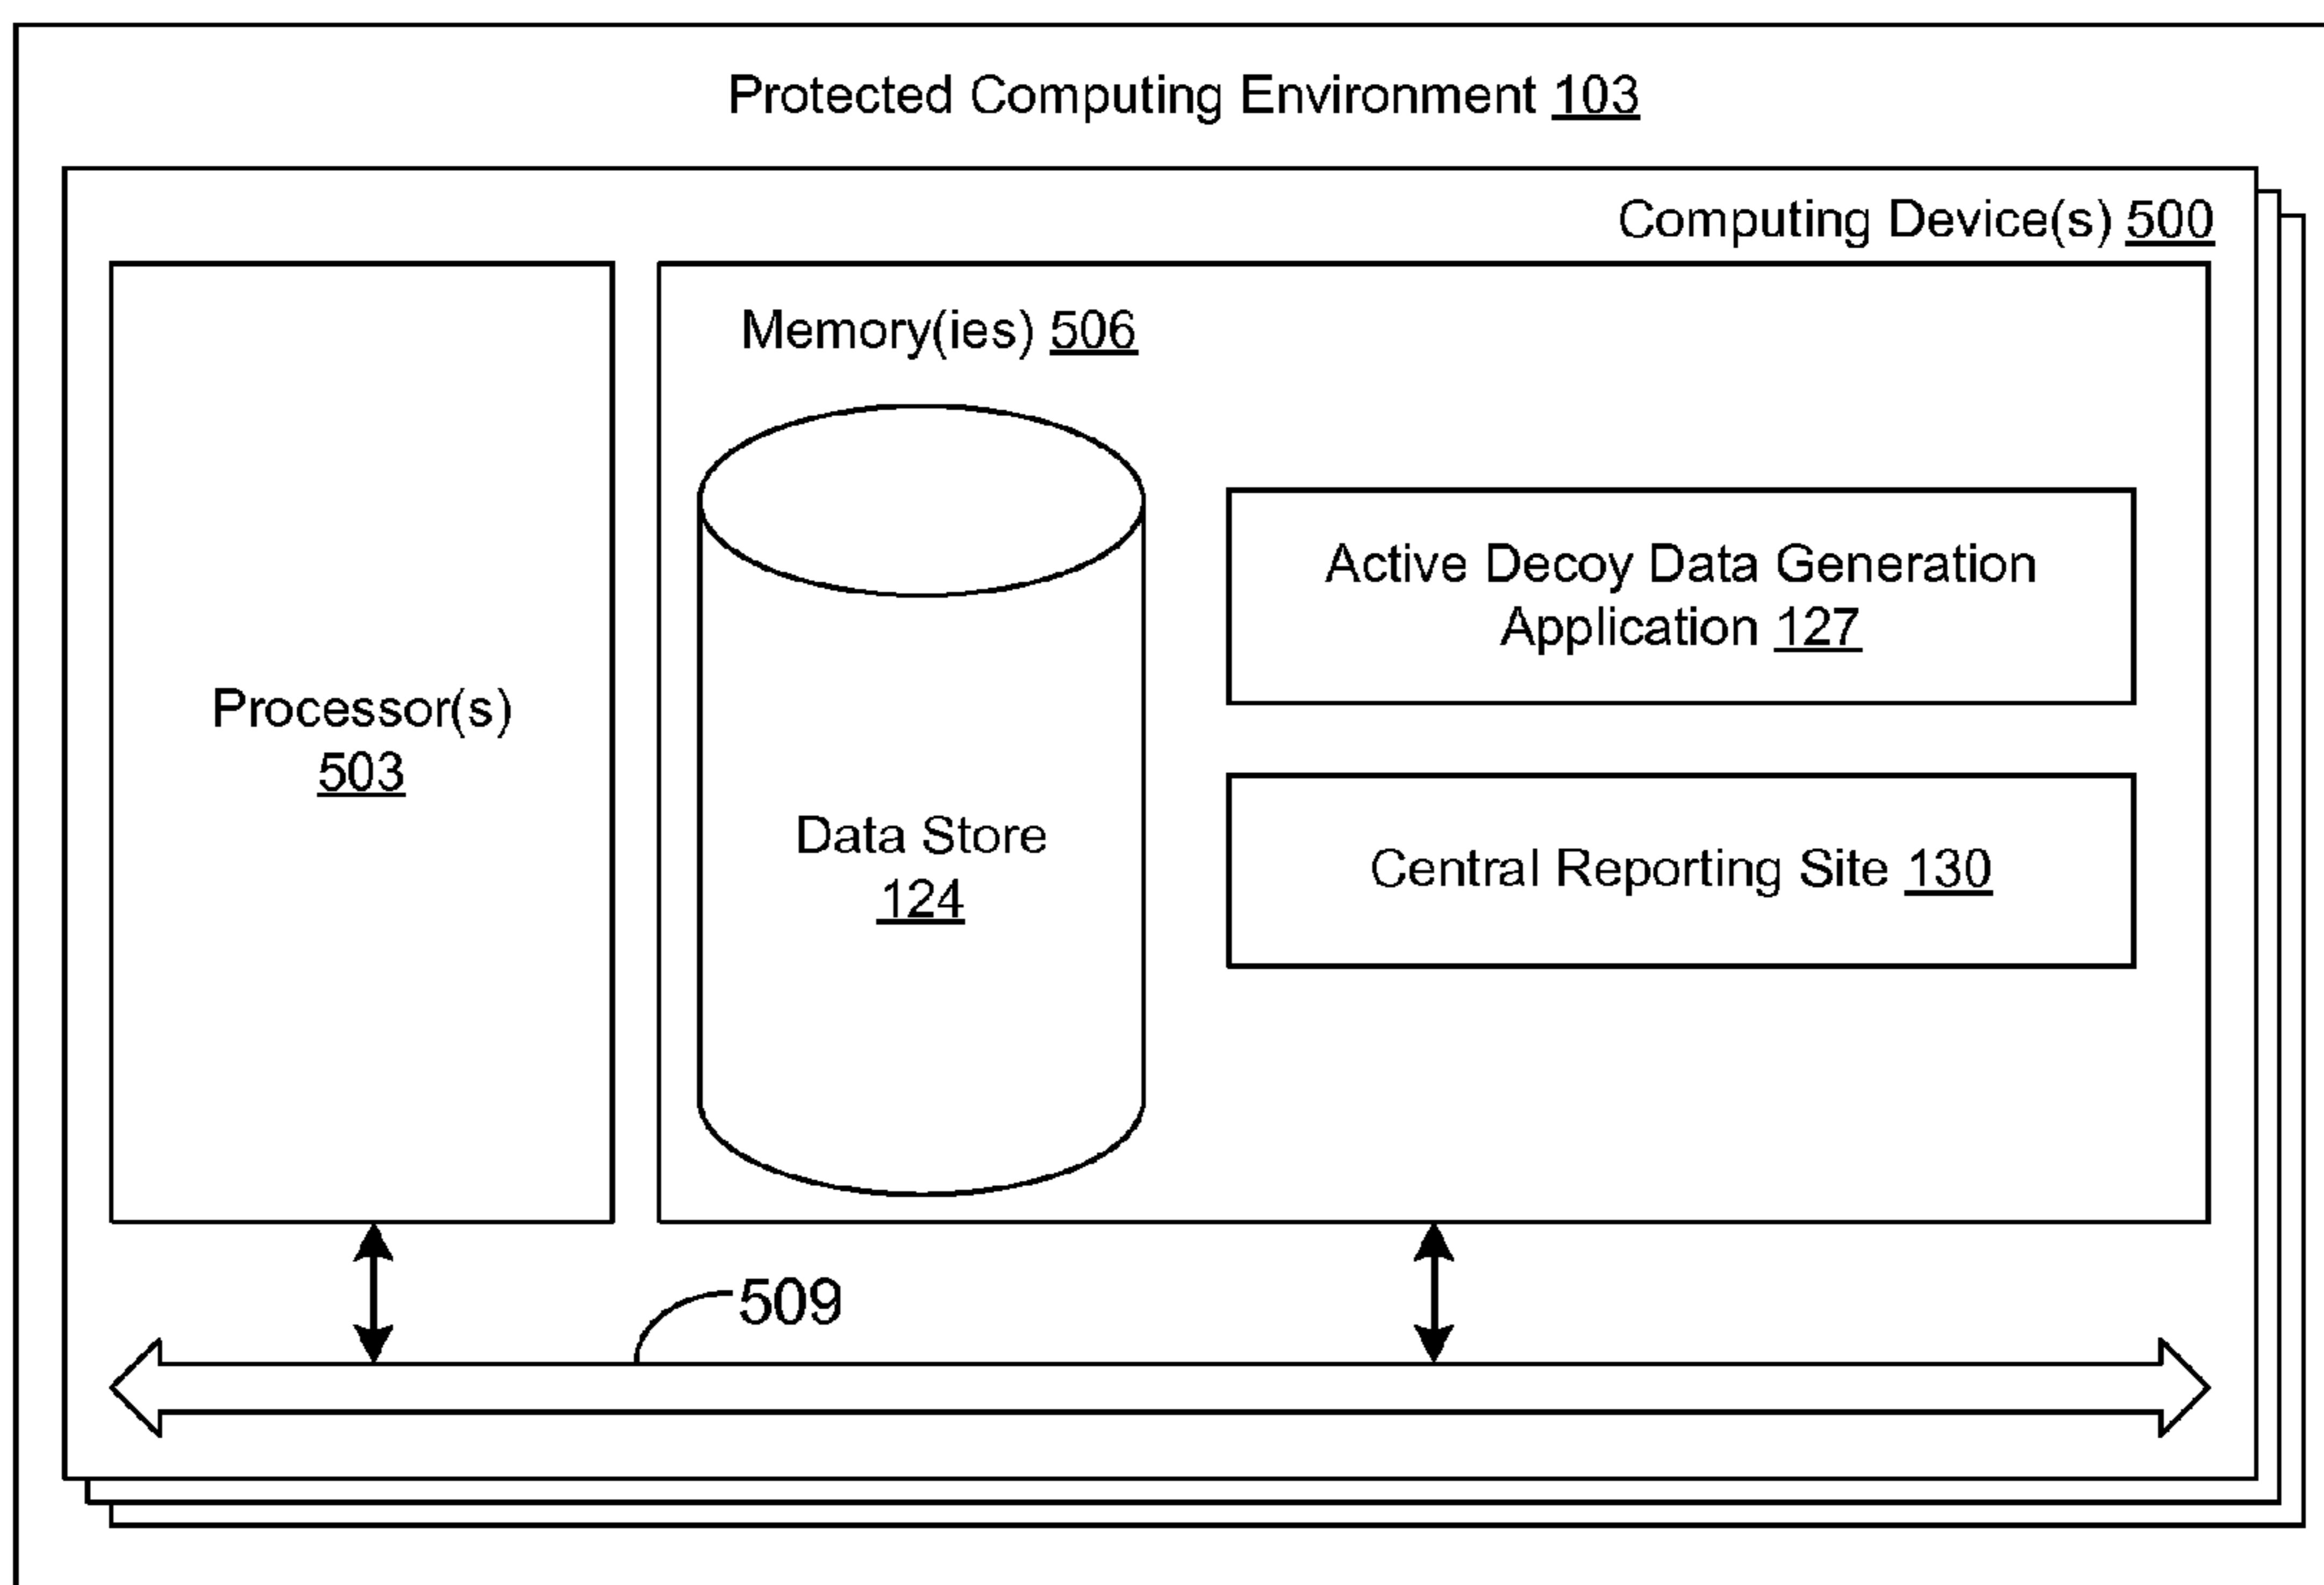 Protected Computing Environment 103
Computing Device(s) 500
Memory(ies) 506
Active Decoy Data Generation
Application 127
Processor(s)
503
Data Store
124
Central Reporting Site 130
509